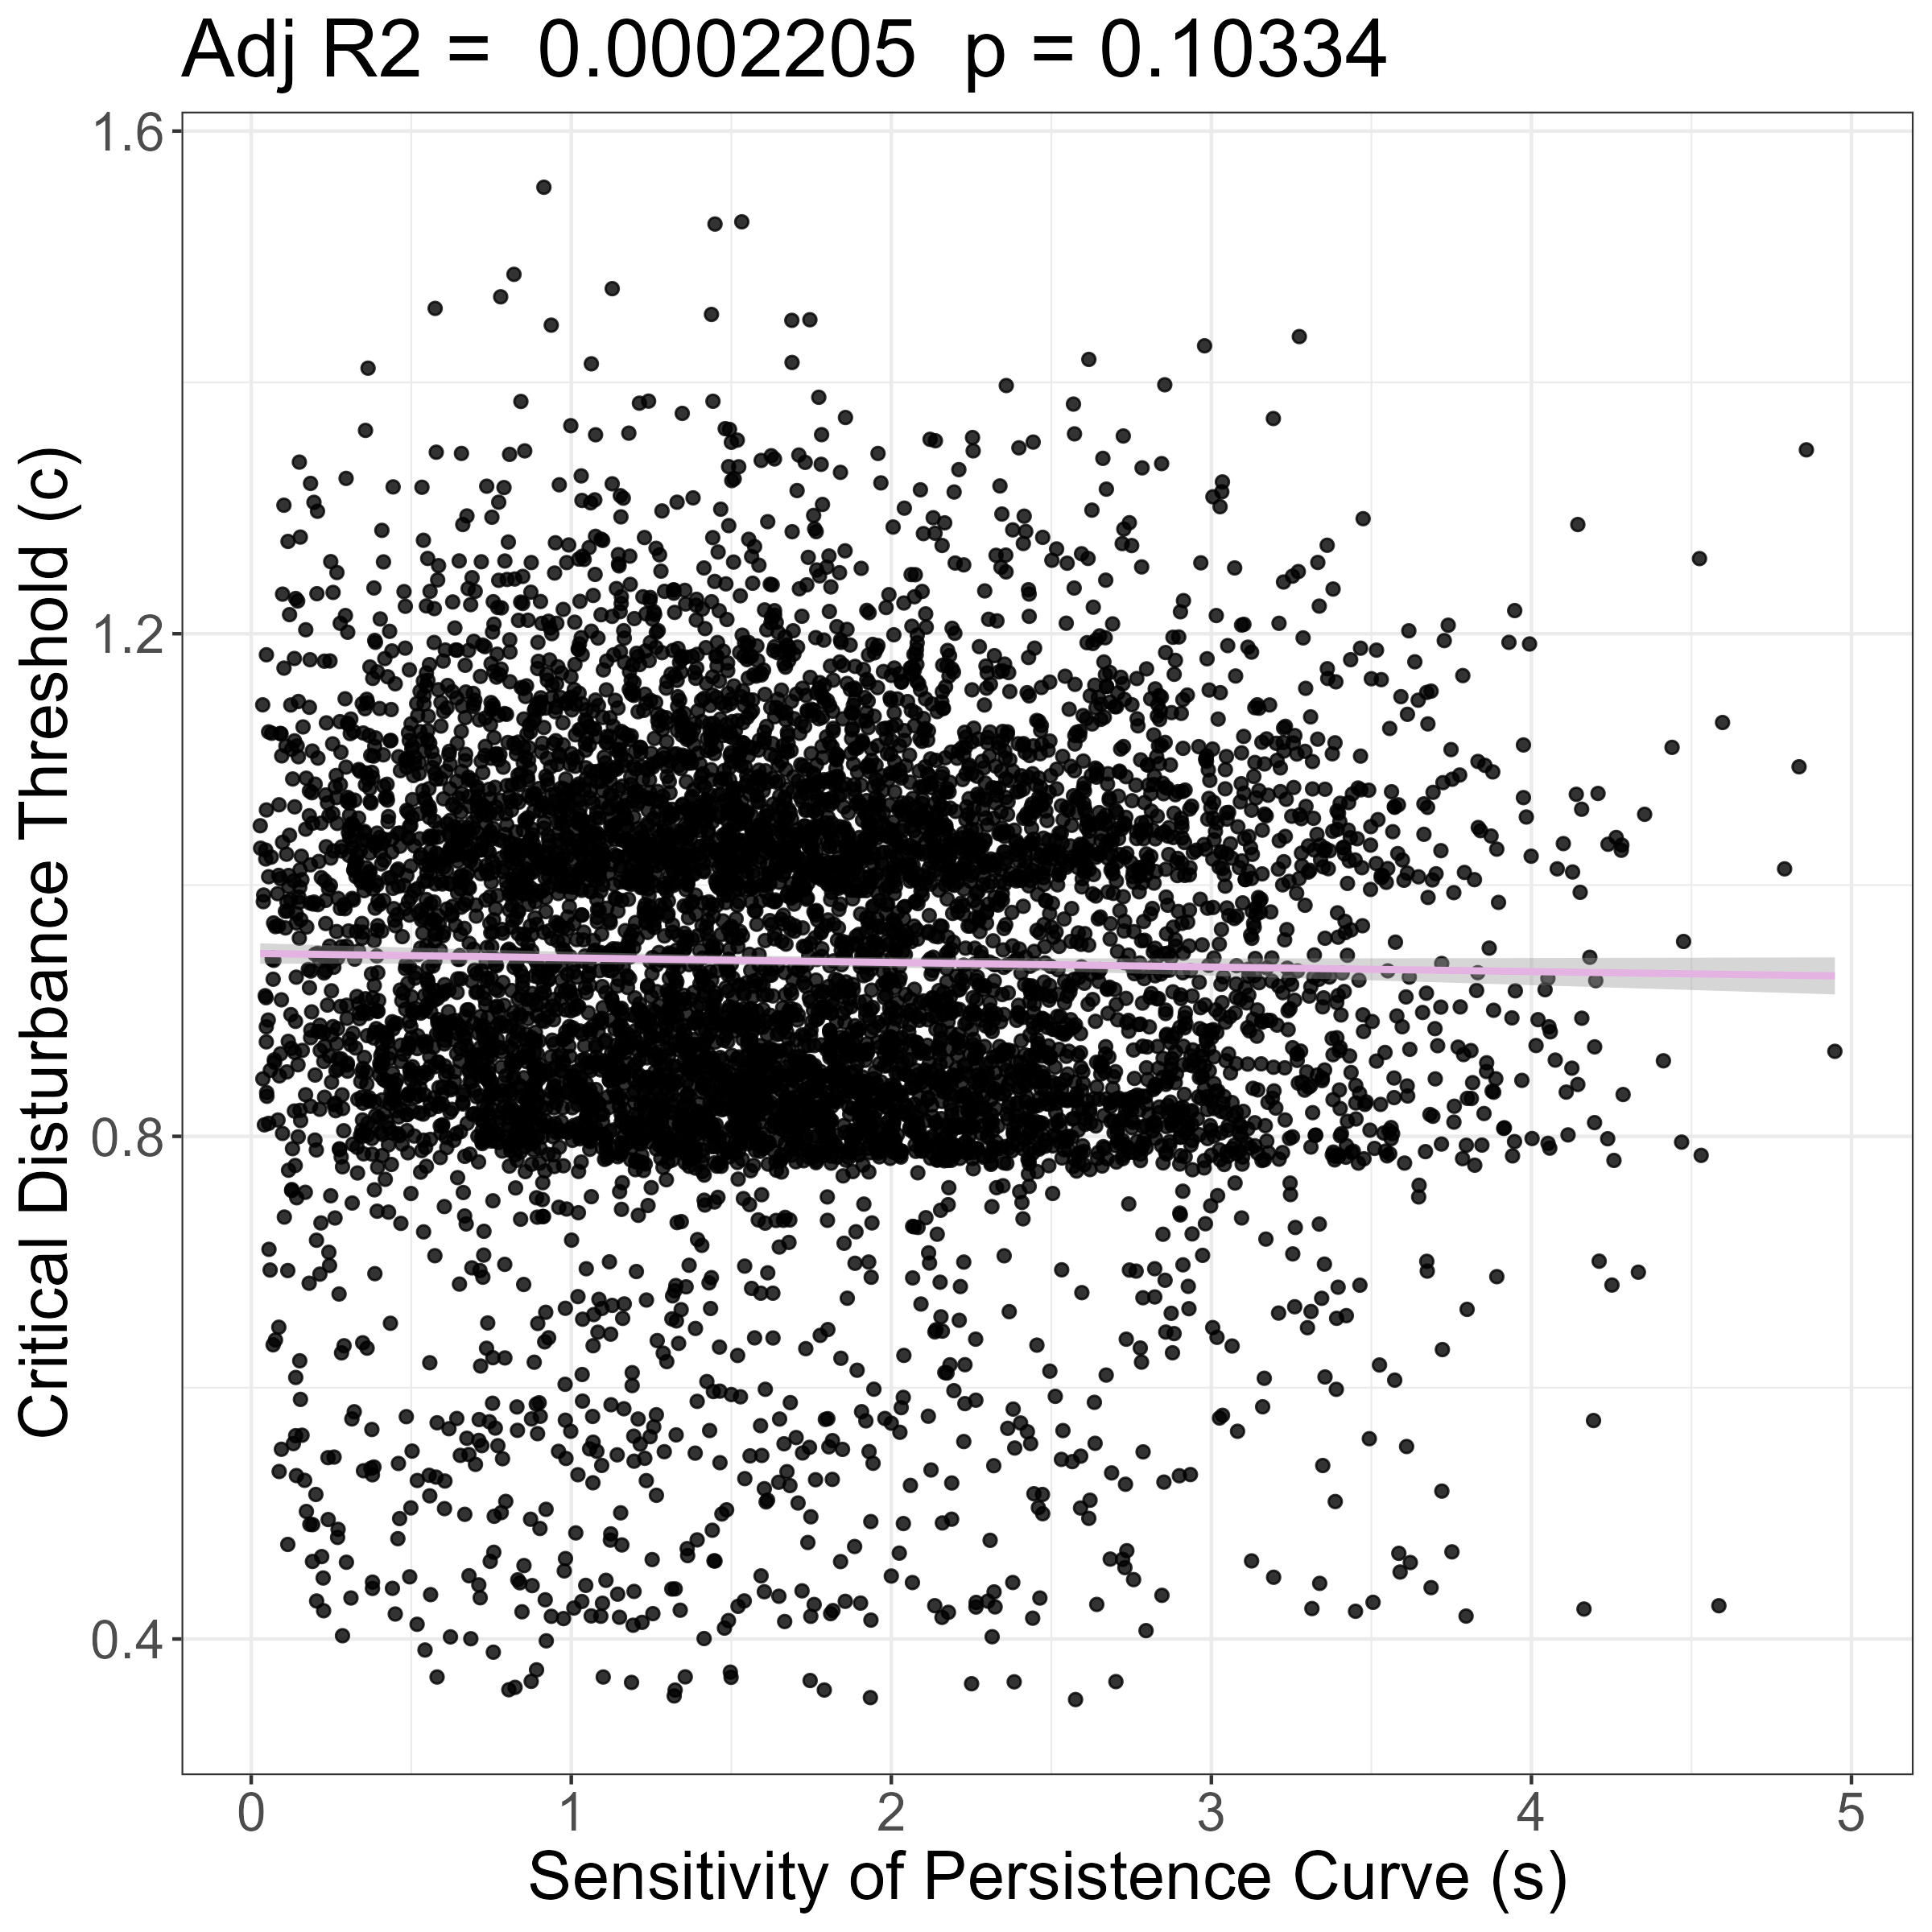 Adj R2 =  0.0002205  p = 0.10334
Critical Disturbance Threshold (c)
1.6
1.2
0.8
0.4
0 1 2 3 4 5
Sensitivity of Persistence Curve (s)